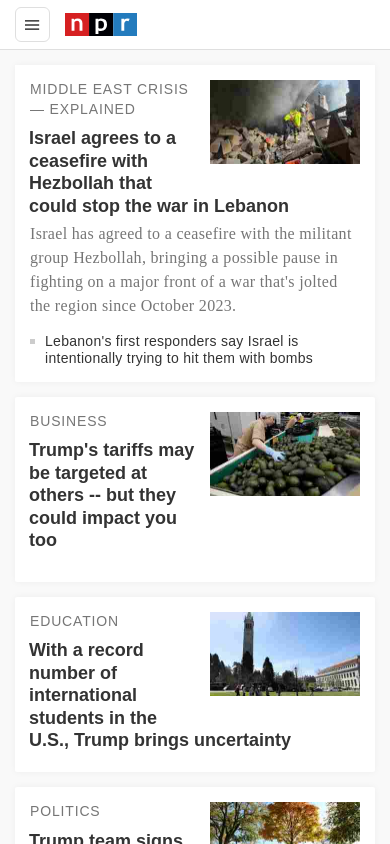 npr
MIDDLE EAST CRISIS
— EXPLAINED
Israel agrees to a
ceasefire with
Hezbollah that
could stop the war in Lebanon
Israel has agreed to a ceasefire with the militant
group Hezbollah, bringing a possible pause in
fighting on a major front of a war that's jolted
the region since October 2023.
Lebanon's first responders say Israel is
intentionally trying to hit them with bombs
BUSINESS
Trump's tariffs may
be targeted at
others -- but they
could impact you
too
EDUCATION
With a record
number of
international
students in the
U.S., Trump brings uncertainty
POLITICS
Trump team signs